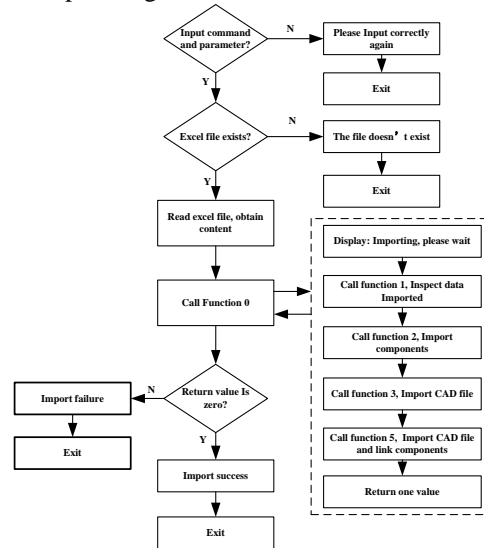 Input command
and parameter?
N
Please Input correctly
again
Y
Exit
Excel file exists?
N
The file doesn't exist
Y
Exit
Read excel file, obtain
content
Call Function 0
Display: Importing, please wait
Call function 1, Inspect data
Imported
Call function 2, Import
components
Call function 3, Import CAD file
Call function 5, Import CAD file
and link components
Return one value
Return value Is
zero?
N
Import failure
Exit
Y
Import success
Exit